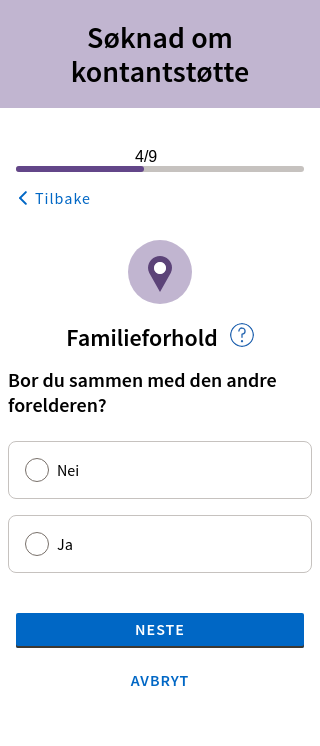 Søknad om
kontantstøtte
4/9
Tilbake
Familieforhold ?
Bor du sammen med den andre
forelderen?
Nei
Ja
NESTE
AVBRYT